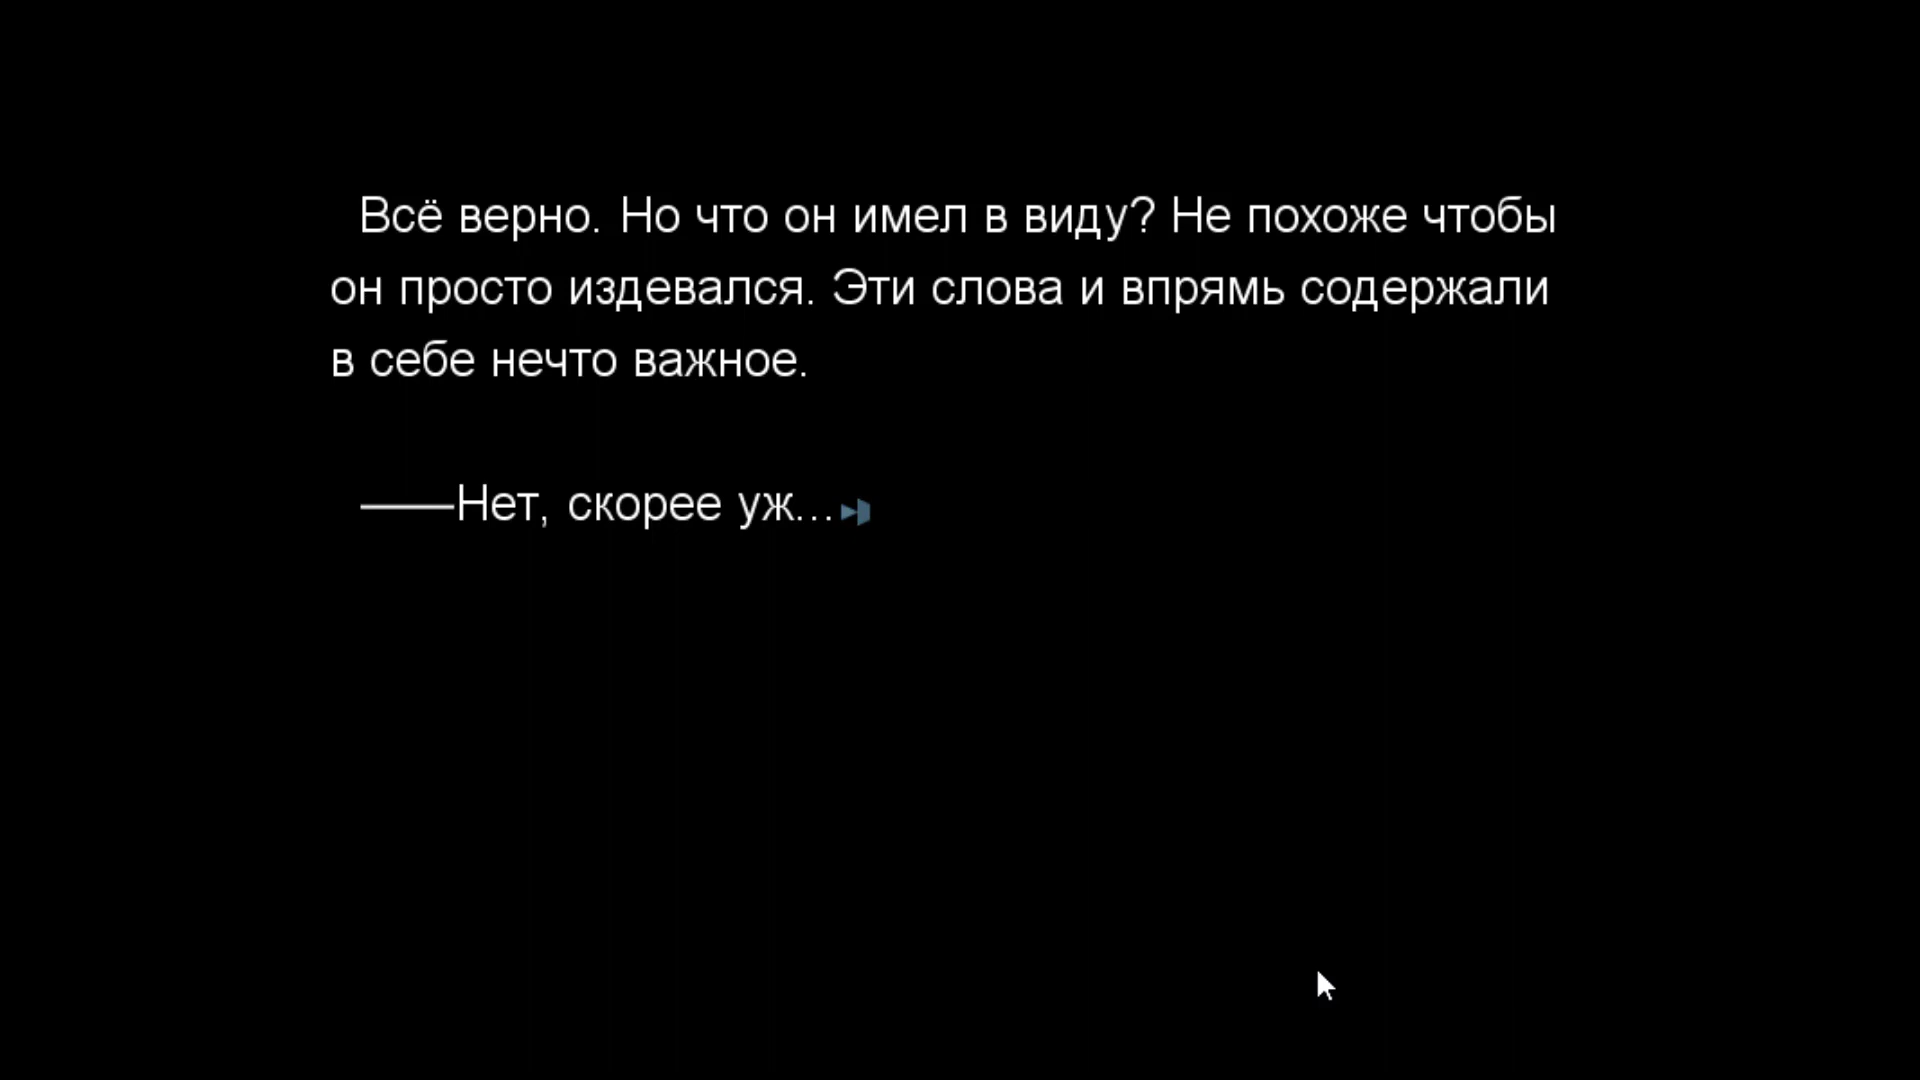 Всё верно. Но что он имел в виду? Не похоже чтобы
он просто издевался. Эти слова и впрямь содержали
в себе нечто важное.
——Нет, скорее уж...